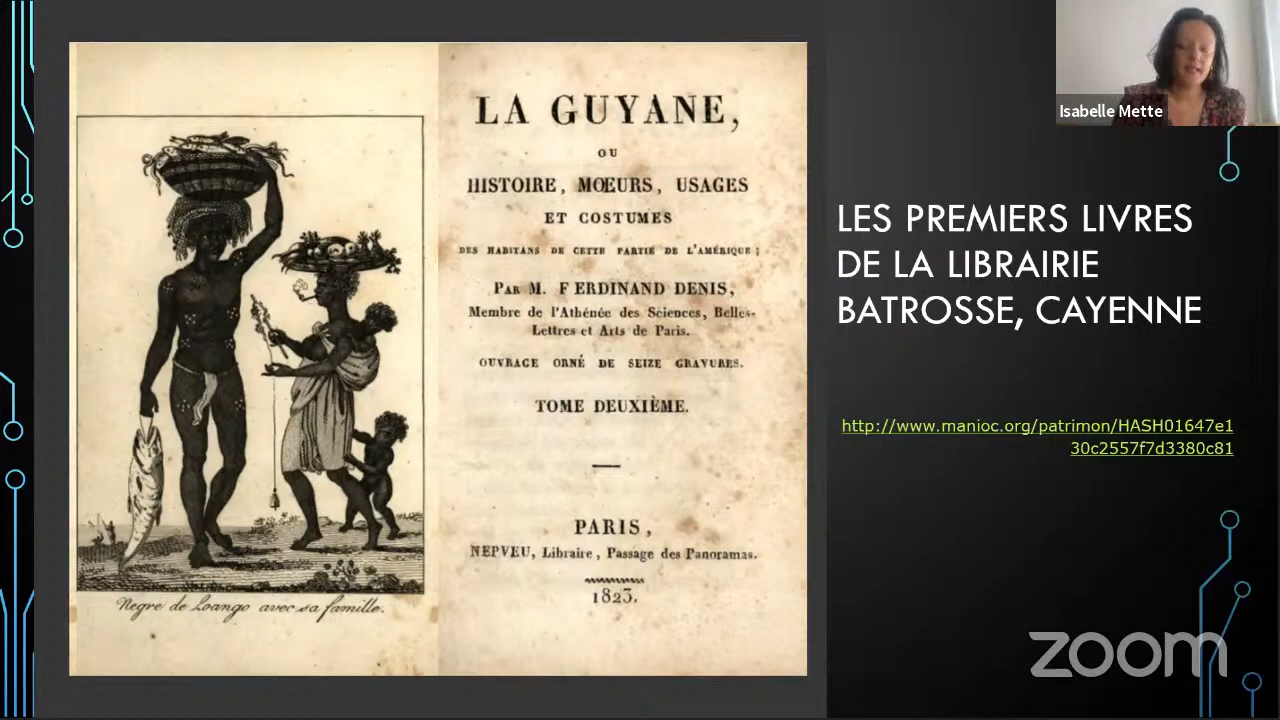 LA GUYANE,
OU
HISTOIRE, MŒURS, USAGES
ET COSTUMES
DES HABITANS DE CETTE PARTIE DE L'AMÉRIQUE ;
PAR M. FERDINAND DENIS,
Membre de l'Athénée des Sciences, Belles-
Lettres et Arts de Paris.
OUVRAGE ORNÉ DE SEIZE GRAVURES.
TOME DEUXIÈME.
PARIS,
NEPVEU, Libraire, Passage des Panoramas.
1823.
Negre de Loango avec sa famille.
Isabelle Mette
LES PREMIERS LIVRES
DE LA LIBRAIRIE
BATROSSE, CAYENNE
http://www.manioc.org/patrimon/HASH01647e1
30c2557f7d3380c81
zoom